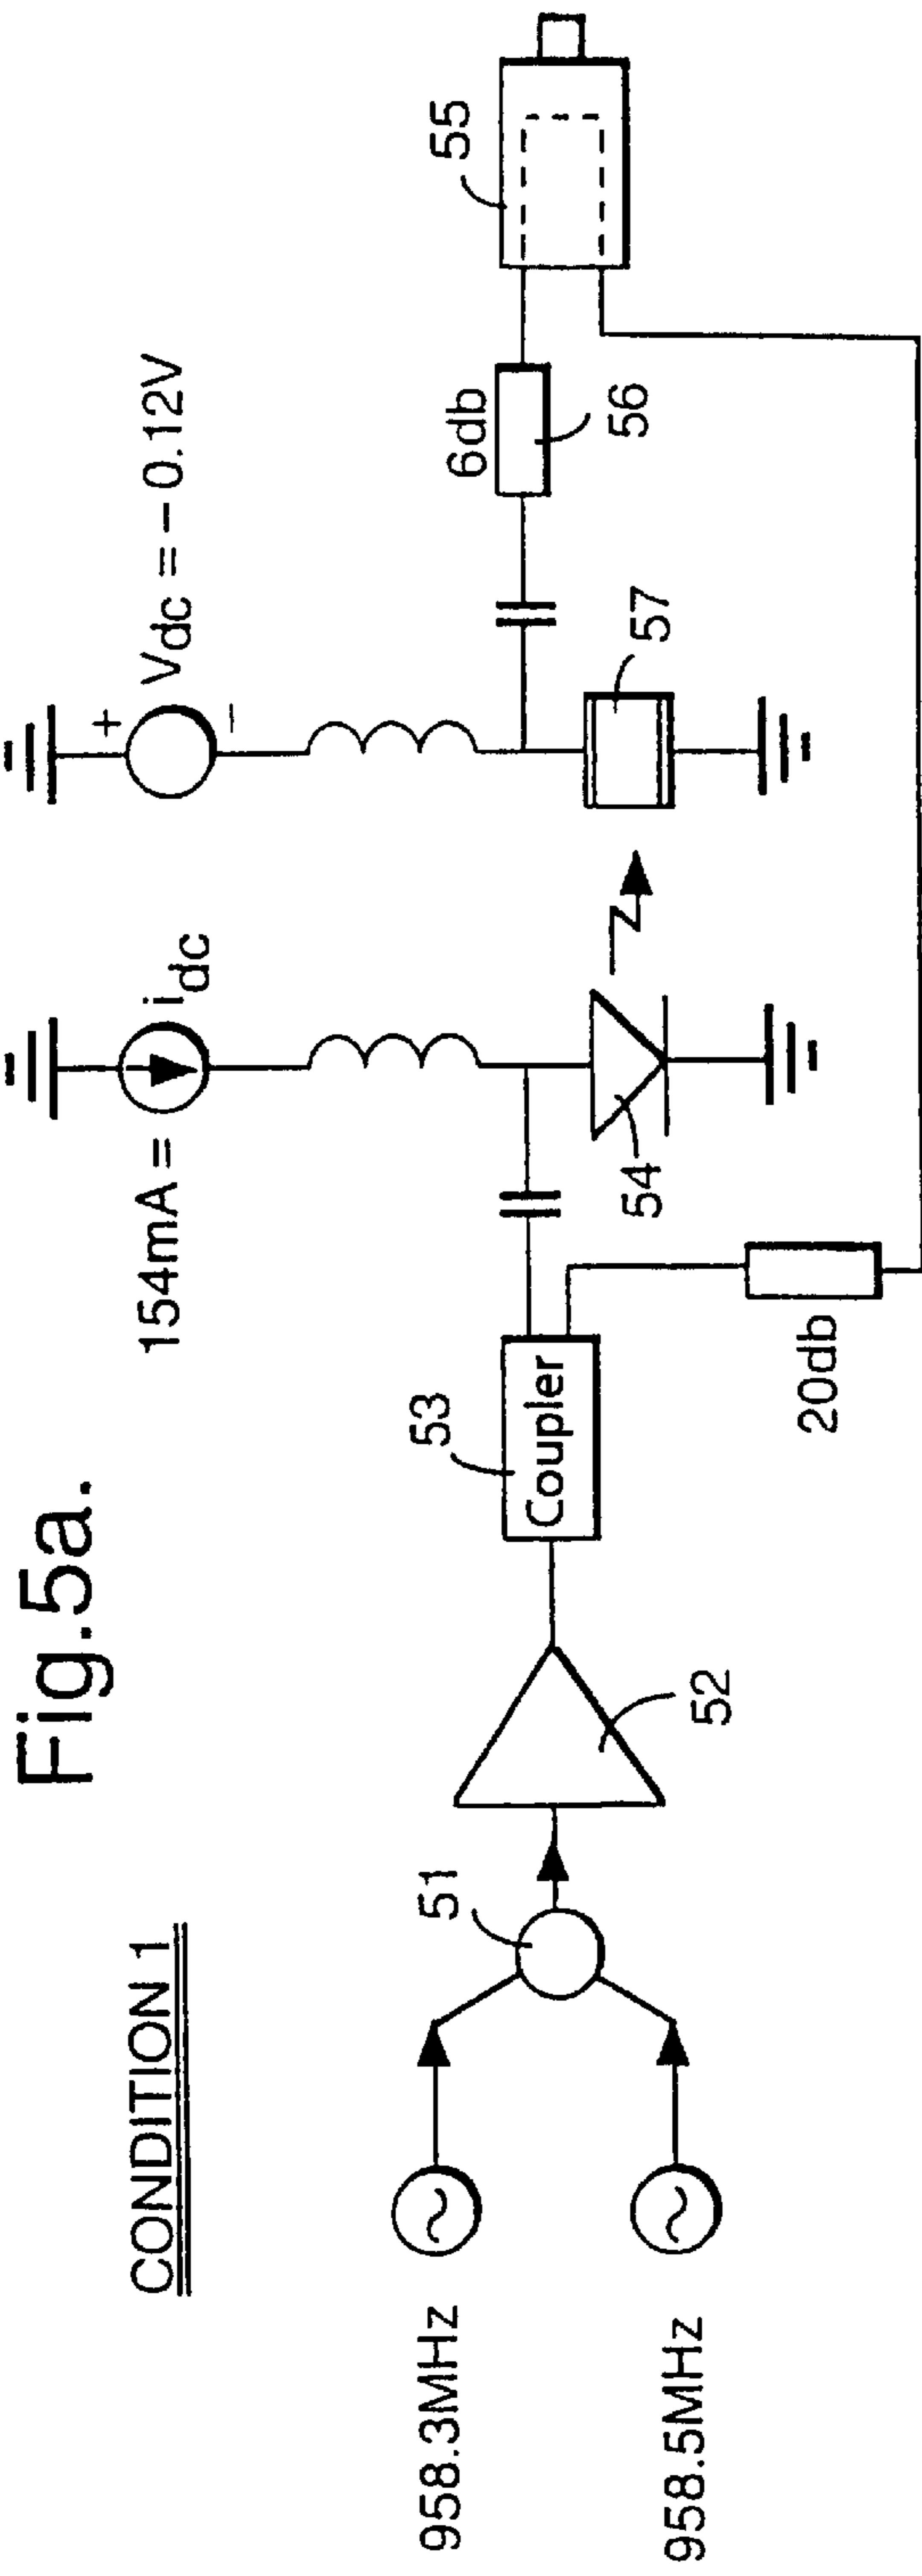 Fig.5a.
CONDITION 1
958.3MHz
958.5MHz
51
52
53
Coupler
20db
154mA = idc
54
Vdc = − 0.12V
+
−
57
6db
56
55